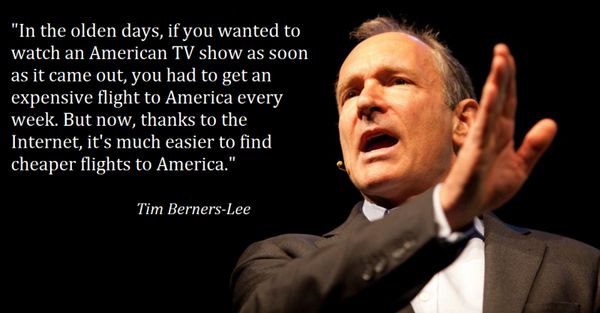 "In the olden days, if you wanted to
watch an American TV show as soon
as it came out, you had to get an
expensive flight to America every
week. But now, thanks to the
Internet, it's much easier to find
cheaper flights to America."
Tim Berners-Lee